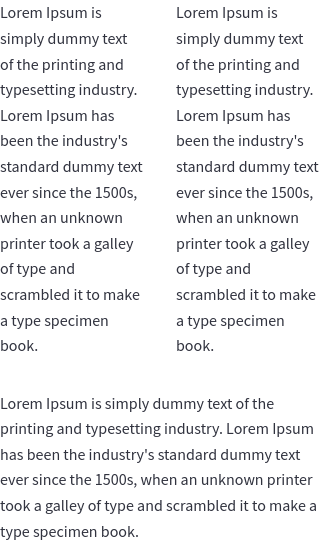 Lorem Ipsum is
simply dummy text
of the printing and
typesetting industry.
Lorem Ipsum has
been the industry's
standard dummy text
ever since the 1500s,
when an unknown
printer took a galley
of type and
scrambled it to make
a type specimen
book.
Lorem Ipsum is
simply dummy text
of the printing and
typesetting industry.
Lorem Ipsum has
been the industry's
standard dummy text
ever since the 1500s,
when an unknown
printer took a galley
of type and
scrambled it to make
a type specimen
book.
Lorem Ipsum is simply dummy text of the
printing and typesetting industry. Lorem Ipsum
has been the industry's standard dummy text
ever since the 1500s, when an unknown printer
took a galley of type and scrambled it to make a
type specimen book.